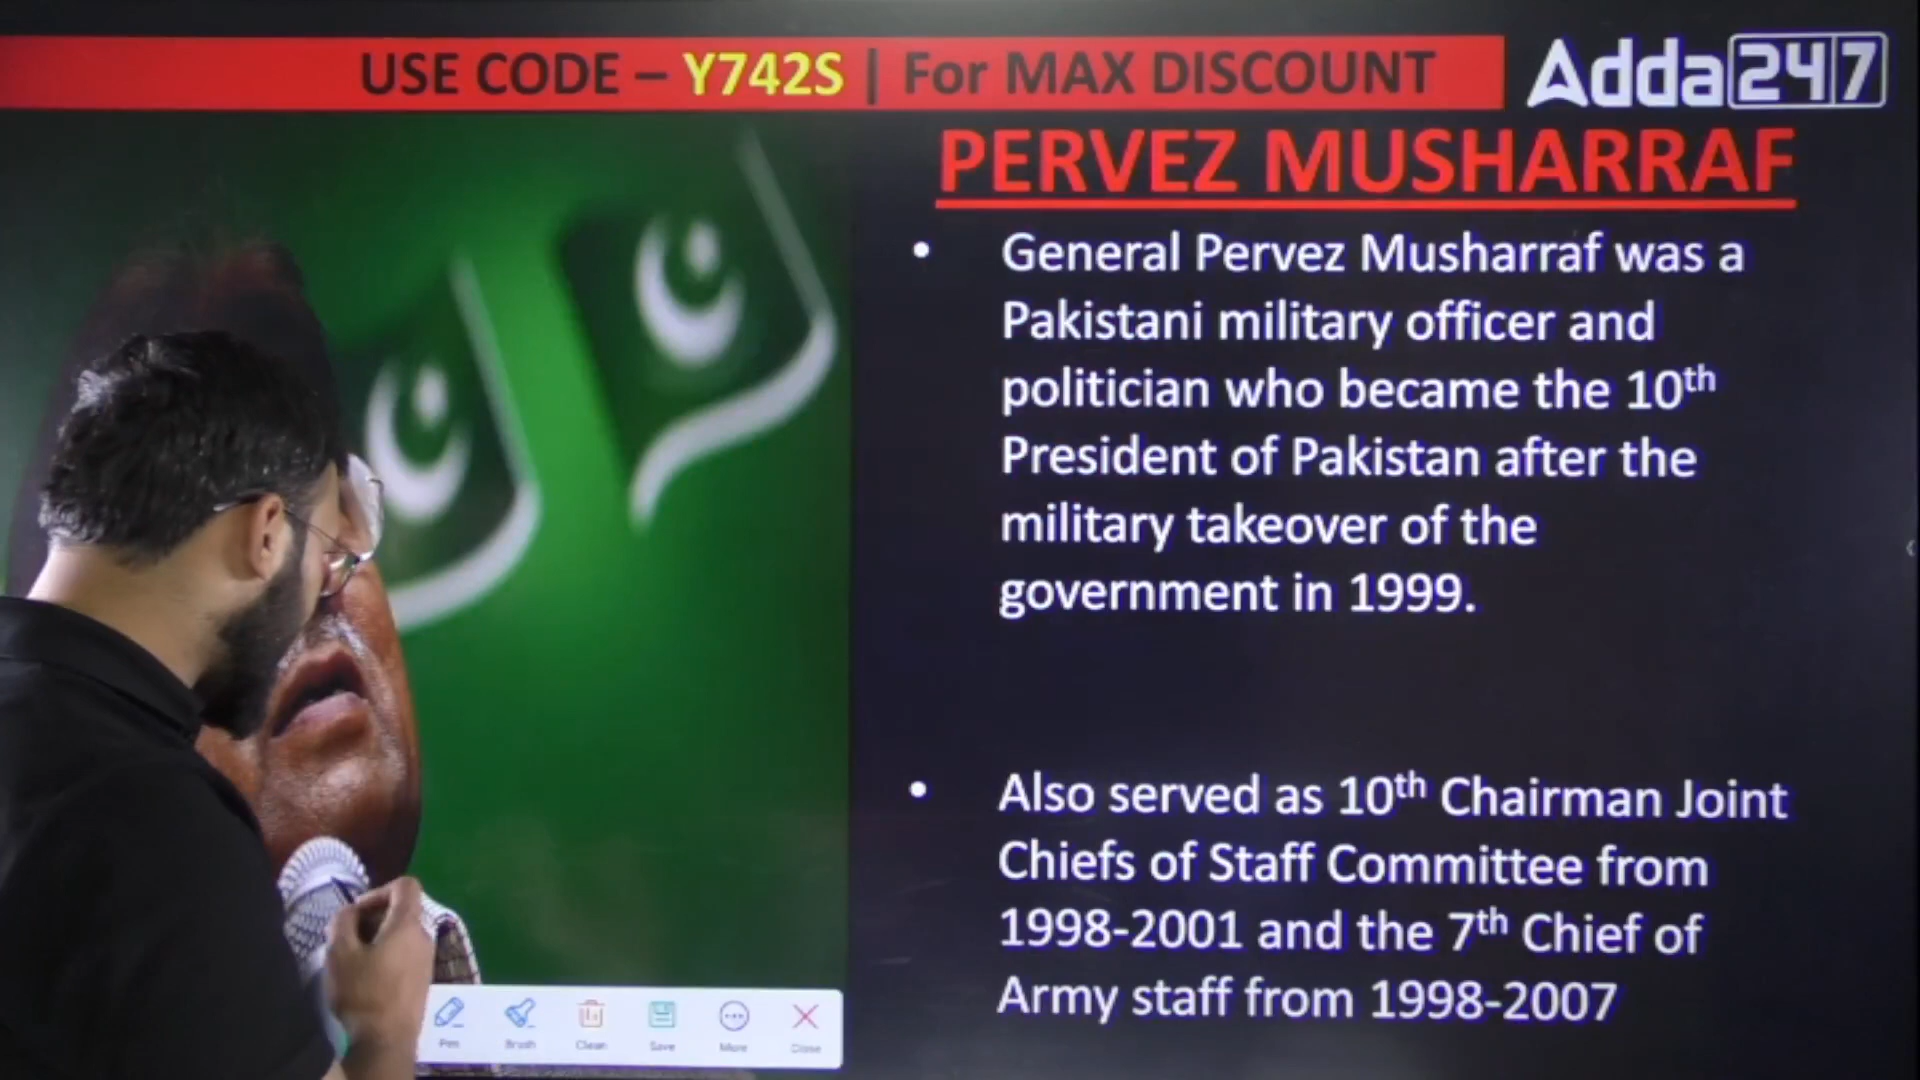 USE CODE – Y742S | For MAX DISCOUNT
Adda247
PERVEZ MUSHARRAF
• General Pervez Musharraf was a
Pakistani military officer and
politician who became the 10th
President of Pakistan after the
military takeover of the
government in 1999.
• Also served as 10th Chairman Joint
Chiefs of Staff Committee from
1998-2001 and the 7th Chief of
Army staff from 1998-2007
Pen Brush Clean Save More Close